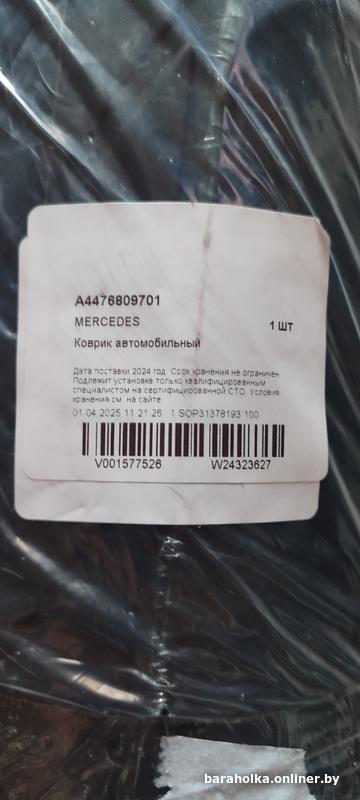 A4476809701
MERCEDES
1 ШТ
Коврик автомобильный
Дата поставки 2024 год. Срок хранения не ограничен
Подлежит установке только квалифицированным
специалистом на сертифицированной СТО. Условия
хранения см. на сайте
01.04.2025 11:21:26 1 SOP31378193 100
V001577526 W24323627
baraholka.onliner.by